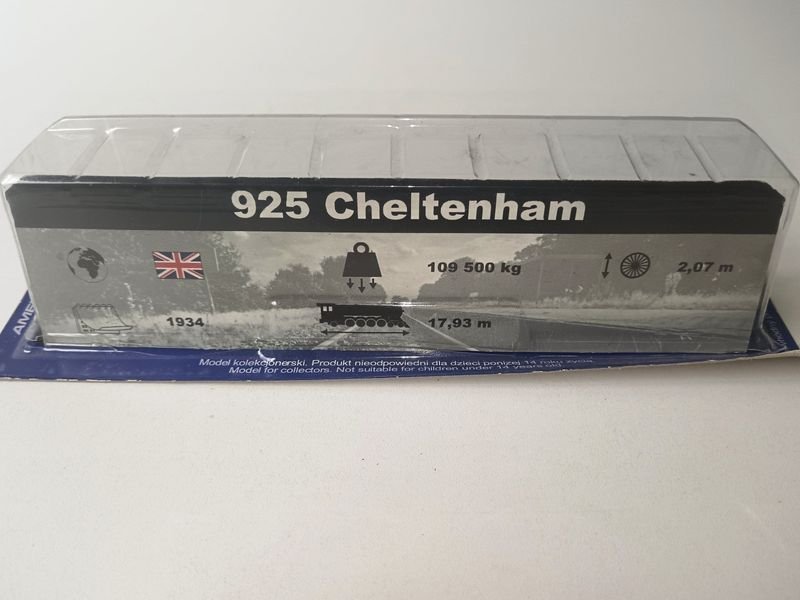 925 Cheltenham
109 500 kg
2,07 m
1934
17,93 m
AME
Model kolekcjonerski. Produkt nieodpowiedni dla dzieci poniżej 14 roku życia.
Model for collectors. Not suitable for children under 14 years old.